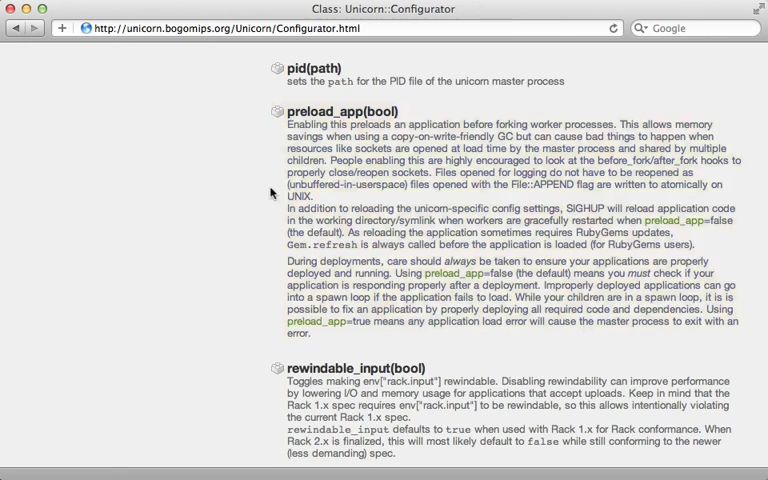 Class: Unicorn::Configurator
http://unicorn.bogomips.org/Unicorn/Configurator.html
Google
pid(path)
sets the path for the PID file of the unicorn master process
preload_app(bool)
Enabling this preloads an application before forking worker processes. This allows memory
savings when using a copy-on-write-friendly GC but can cause bad things to happen when
resources like sockets are opened at load time by the master process and shared by multiple
children. People enabling this are highly encouraged to look at the before_fork/after_fork hooks to
properly close/reopen sockets. Files opened for logging do not have to be reopened as
(unbuffered-in-userspace) files opened with the File::APPEND flag are written to atomically on
UNIX.
In addition to reloading the unicorn-specific config settings, SIGHUP will reload application code
in the working directory/symlink when workers are gracefully restarted when preload_app=false
(the default). As reloading the application sometimes requires RubyGems updates,
Gem.refresh is always called before the application is loaded (for RubyGems users).
During deployments, care should always be taken to ensure your applications are properly
deployed and running. Using preload_app=false (the default) means you must check if your
application is responding properly after a deployment. Improperly deployed applications can go
into a spawn loop if the application fails to load. While your children are in a spawn loop, it is is
possible to fix an application by properly deploying all required code and dependencies. Using
preload_app=true means any application load error will cause the master process to exit with an
error.
rewindable_input(bool)
Toggles making env["rack.input"] rewindable. Disabling rewindability can improve performance
by lowering I/O and memory usage for applications that accept uploads. Keep in mind that the
Rack 1.x spec requires env["rack.input"] to be rewindable, so this allows intentionally violating
the current Rack 1.x spec.
rewindable_input defaults to true when used with Rack 1.x for Rack conformance. When
Rack 2.x is finalized, this will most likely default to false while still conforming to the newer
(less demanding) spec.